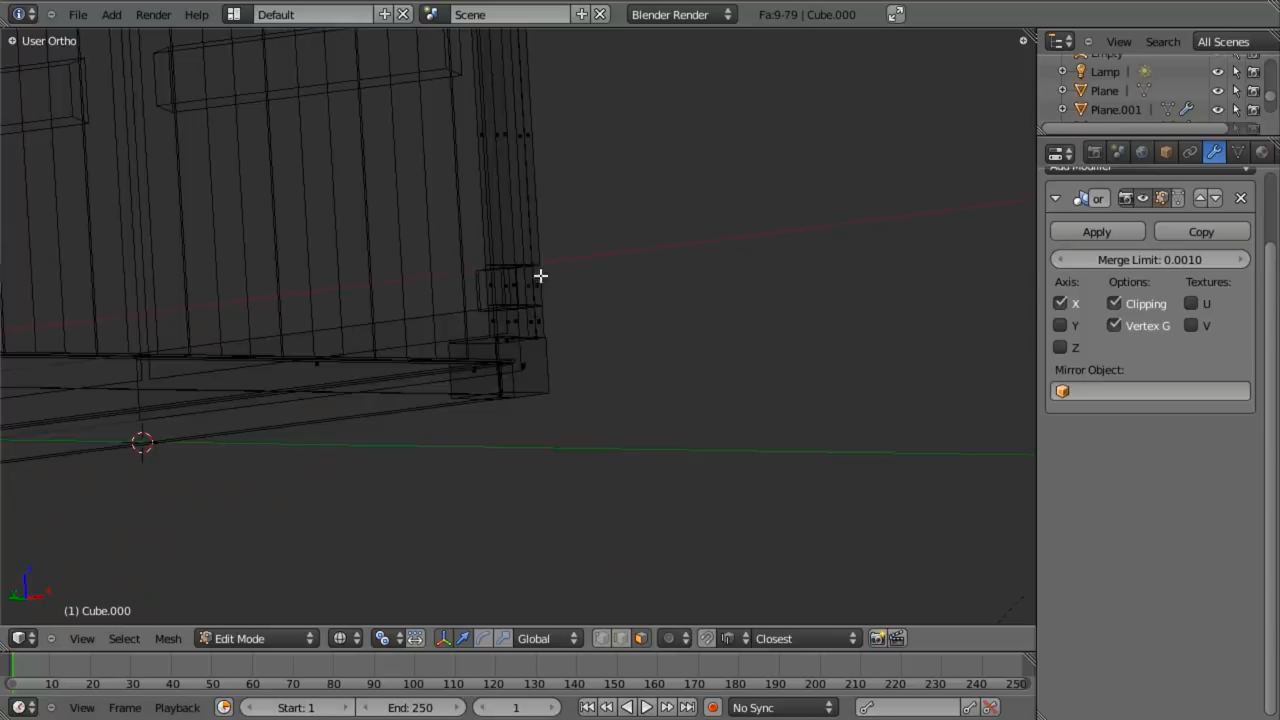 File Add Render Help Default Scene Blender Render Fa:9-79 | Cube.000
User Ortho
View Search All Scenes
Lamp
Plane
Plane.001
or
Apply Copy
Merge Limit: 0.0010
Axis: Options: Textures:
X Clipping U
Y Vertex G V
Z
Mirror Object:
(1) Cube.000
View Select Mesh Edit Mode Global Closest
10 20 30 40 50 60 70 80 90 100 110 120 130 140 150 160 170 180 190 200 210 220 230 240 250
View Frame Playback Start: 1 End: 250 1 No Sync